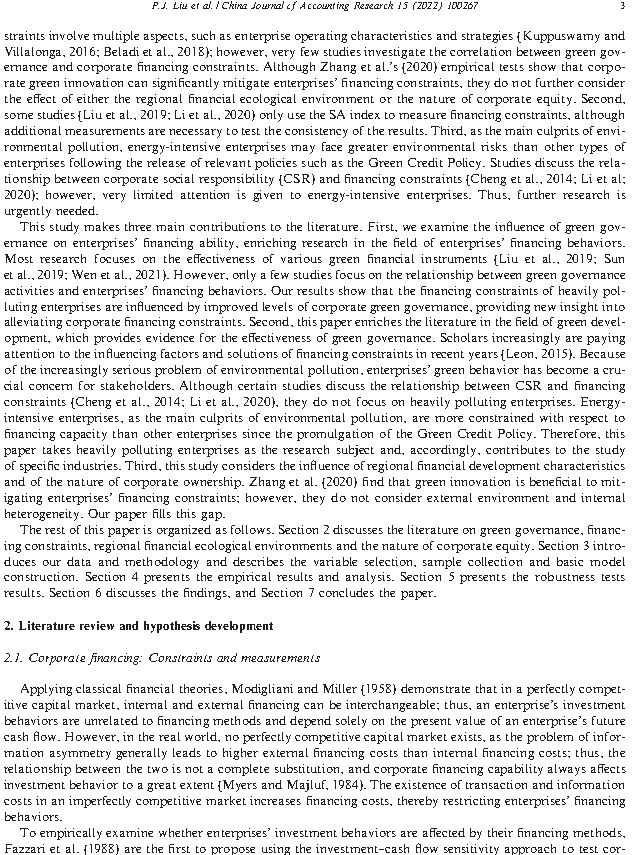 P.J. Liu et al. / China Journal of Accounting Research 15 (2022) 100267 3
straints involve multiple aspects, such as enterprise operating characteristics and strategies (Kuppuswamy and
Villalonga, 2016; Beladi et al., 2018); however, very few studies investigate the correlation between green gov-
ernance and corporate financing constraints. Although Zhang et al.'s (2020) empirical tests show that corpo-
rate green innovation can significantly mitigate enterprises' financing constraints, they do not further consider
the effect of either the regional financial ecological environment or the nature of corporate equity. Second,
some studies (Liu et al., 2019; Li et al., 2020) only use the SA index to measure financing constraints, although
additional measurements are necessary to test the consistency of the results. Third, as the main culprits of envi-
ronmental pollution, energy-intensive enterprises may face greater environmental risks than other types of
enterprises following the release of relevant policies such as the Green Credit Policy. Studies discuss the rela-
tionship between corporate social responsibility (CSR) and financing constraints (Cheng et al., 2014; Li et al;
2020); however, very limited attention is given to energy-intensive enterprises. Thus, further research is
urgently needed.
This study makes three main contributions to the literature. First, we examine the influence of green gov-
ernance on enterprises' financing ability, enriching research in the field of enterprises' financing behaviors.
Most research focuses on the effectiveness of various green financial instruments (Liu et al., 2019; Sun
et al., 2019; Wen et al., 2021). However, only a few studies focus on the relationship between green governance
activities and enterprises' financing behaviors. Our results show that the financing constraints of heavily pol-
luting enterprises are influenced by improved levels of corporate green governance, providing new insight into
alleviating corporate financing constraints. Second, this paper enriches the literature in the field of green devel-
opment, which provides evidence for the effectiveness of green governance. Scholars increasingly are paying
attention to the influencing factors and solutions of financing constraints in recent years (Leon, 2015). Because
of the increasingly serious problem of environmental pollution, enterprises' green behavior has become a cru-
cial concern for stakeholders. Although certain studies discuss the relationship between CSR and financing
constraints (Cheng et al., 2014; Li et al., 2020), they do not focus on heavily polluting enterprises. Energy-
intensive enterprises, as the main culprits of environmental pollution, are more constrained with respect to
financing capacity than other enterprises since the promulgation of the Green Credit Policy. Therefore, this
paper takes heavily polluting enterprises as the research subject and, accordingly, contributes to the study
of specific industries. Third, this study considers the influence of regional financial development characteristics
and of the nature of corporate ownership. Zhang et al. (2020) find that green innovation is beneficial to mit-
igating enterprises' financing constraints; however, they do not consider external environment and internal
heterogeneity. Our paper fills this gap.
The rest of this paper is organized as follows. Section 2 discusses the literature on green governance, financ-
ing constraints, regional financial ecological environments and the nature of corporate equity. Section 3 intro-
duces our data and methodology and describes the variable selection, sample collection and basic model
construction. Section 4 presents the empirical results and analysis. Section 5 presents the robustness tests
results. Section 6 discusses the findings, and Section 7 concludes the paper.
2. Literature review and hypothesis development
2.1. Corporate financing: Constraints and measurements
Applying classical financial theories, Modigliani and Miller (1958) demonstrate that in a perfectly compet-
itive capital market, internal and external financing can be interchangeable; thus, an enterprise's investment
behaviors are unrelated to financing methods and depend solely on the present value of an enterprise's future
cash flow. However, in the real world, no perfectly competitive capital market exists, as the problem of infor-
mation asymmetry generally leads to higher external financing costs than internal financing costs; thus, the
relationship between the two is not a complete substitution, and corporate financing capability always affects
investment behavior to a great extent (Myers and Majluf, 1984). The existence of transaction and information
costs in an imperfectly competitive market increases financing costs, thereby restricting enterprises' financing
behaviors.
To empirically examine whether enterprises' investment behaviors are affected by their financing methods,
Fazzari et al. (1988) are the first to propose using the investment–cash flow sensitivity approach to test cor-